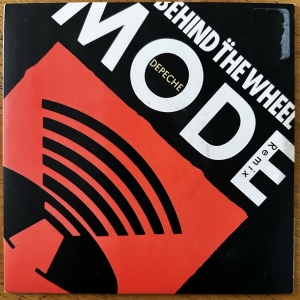 BEHIND THE WHEEL
DEPECHE
MODE
Remix